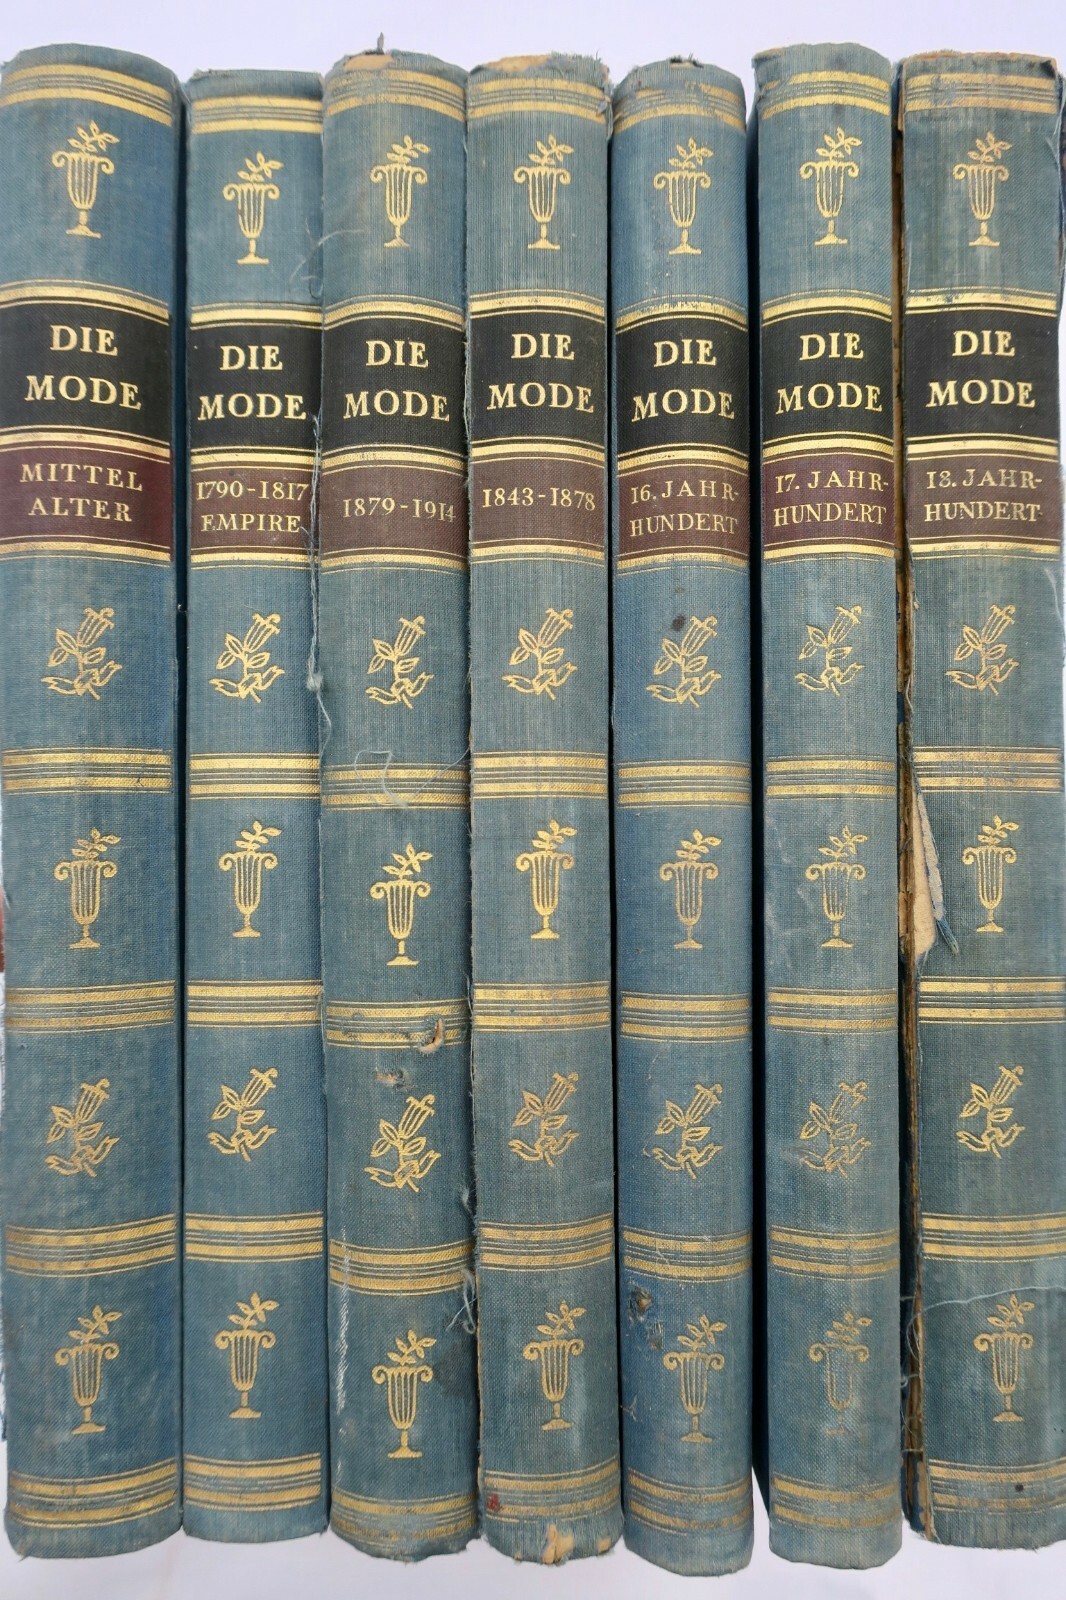 DIE
MODE
MITTEL
ALTER
DIE
MODE
1790-1817
EMPIRE
DIE
MODE
1879-1914
DIE
MODE
1843-1878
DIE
MODE
16. JAHR-
HUNDERT
DIE
MODE
17. JAHR-
HUNDERT
DIE
MODE
18. JAHR-
HUNDERT